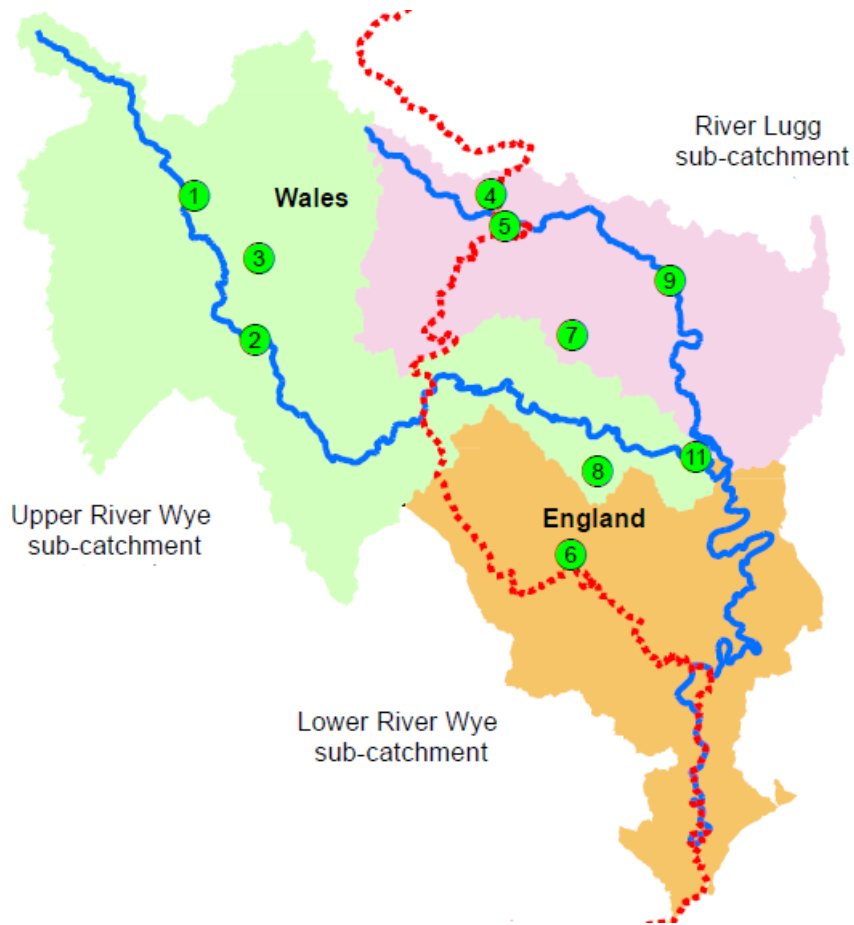 River Lugg
sub-catchment
Wales
4
1
5
3
9
7
2
11
8
Upper River Wye
sub-catchment
England
6
Lower River Wye
sub-catchment